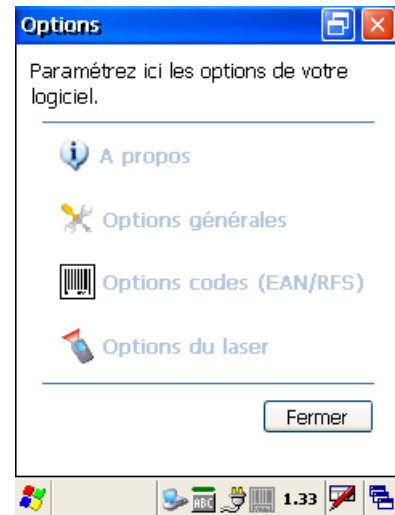 Options
Paramétrez ici les options de votre
logiciel.
A propos
Options générales
Options codes (EAN/RFS)
Options du laser
Fermer
ABC 1.33